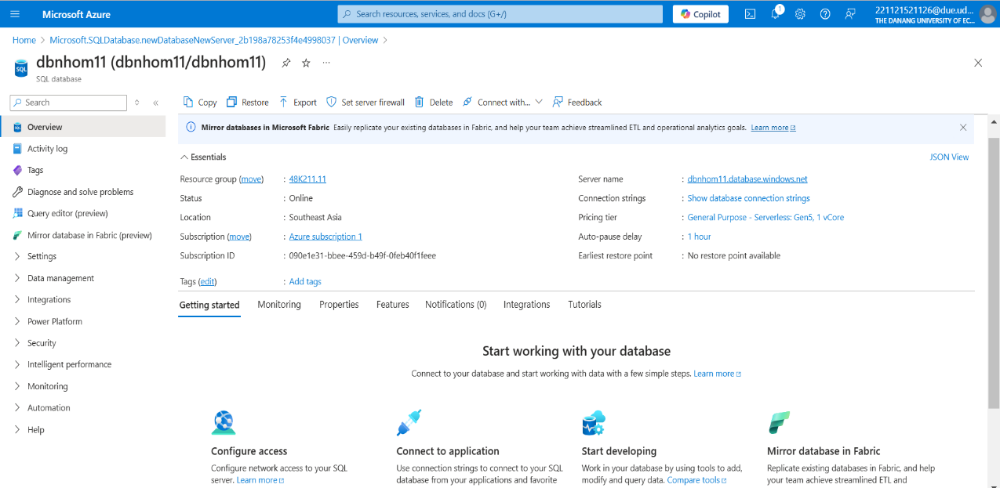 Microsoft Azure
Search resources, services, and docs (G+/)
Copilot
1
221121521126@due.ud...
THE DANANG UNIVERSITY OF EC...
Home > Microsoft.SQLDatabase.newDatabaseNewServer_2b198a78253f4e4998037 | Overview >
dbnhom11 (dbnhom11/dbnhom11)
SQL database
Search
Copy Restore Export Set server firewall Delete Connect with... Feedback
Mirror databases in Microsoft Fabric Easily replicate your existing databases in Fabric, and help your team achieve streamlined ETL and operational analytics goals. Learn more
Overview
Activity log
Tags
Diagnose and solve problems
Query editor (preview)
Mirror database in Fabric (preview)
Settings
Data management
Integrations
Power Platform
Security
Intelligent performance
Monitoring
Automation
Help
Essentials
JSON View
Resource group (move) : 48K211.11
Status : Online
Location : Southeast Asia
Subscription (move) : Azure subscription 1
Subscription ID : 090e1e31-bbee-459d-b49f-0feb40f1feee
Tags (edit) : Add tags
Server name : dbnhom11.database.windows.net
Connection strings : Show database connection strings
Pricing tier : General Purpose - Serverless: Gen5, 1 vCore
Auto-pause delay : 1 hour
Earliest restore point : No restore point available
Getting started Monitoring Properties Features Notifications (0) Integrations Tutorials
Start working with your database
Connect to your database and start working with data with a few simple steps. Learn more
Configure access
Configure network access to your SQL
server. Learn more
Connect to application
Use connection strings to connect to your SQL
database from your applications and favorite
Start developing
Work in your database by using tools to add,
modify and query data. Compare tools
Mirror database in Fabric
Replicate existing databases in Fabric, and help
your team achieve streamlined ETL and